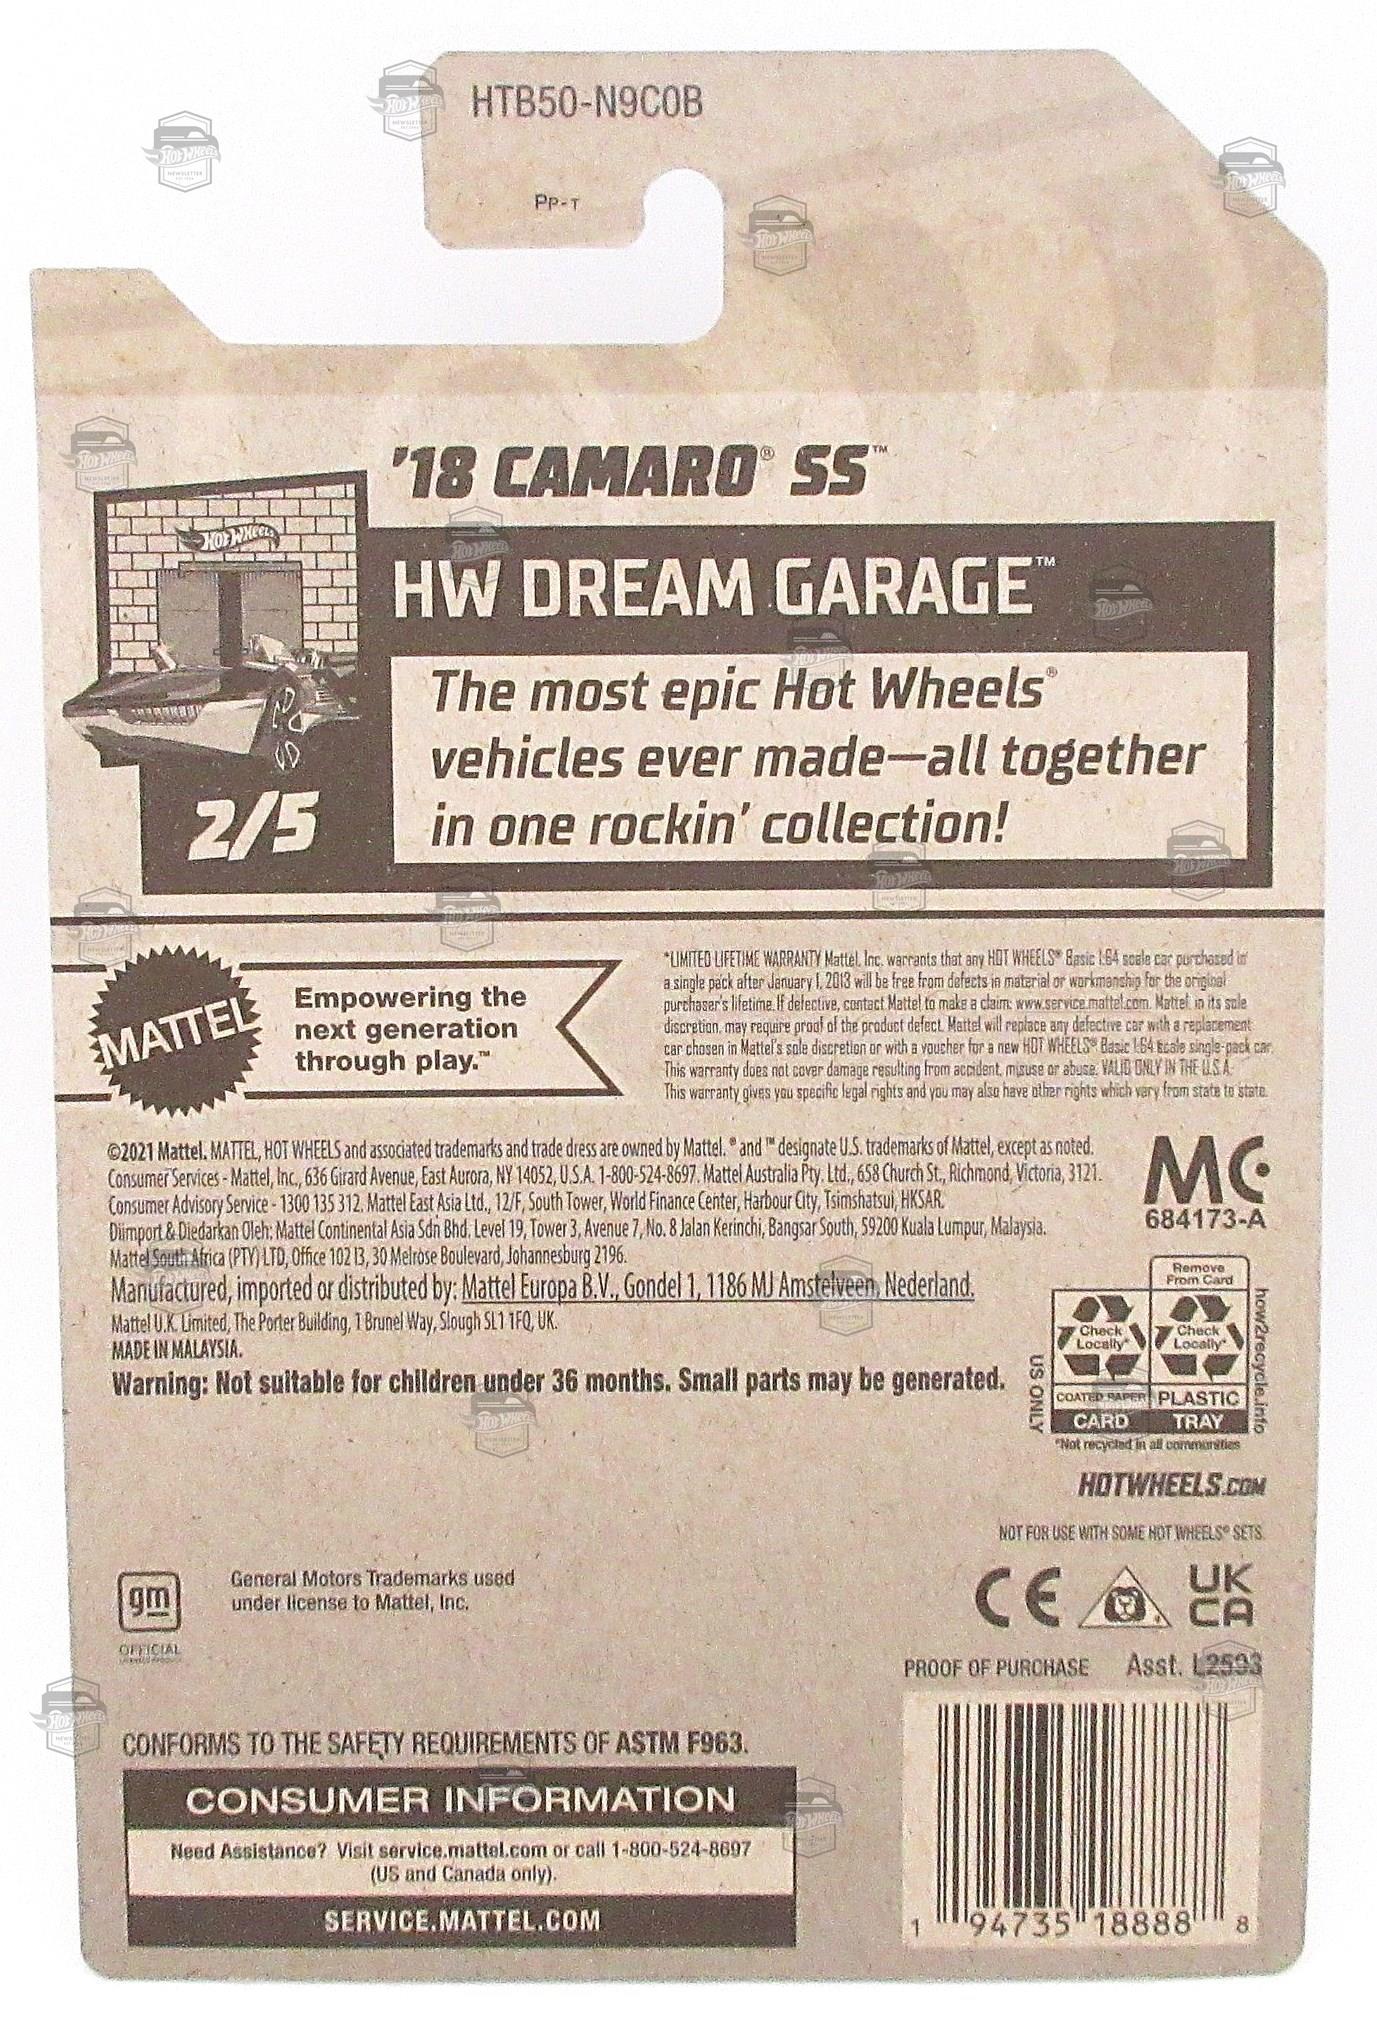 HTB50-N9C0B
PP-T
'18 CAMARO® SS™
HOT WHEELS
HW DREAM GARAGE™
The most epic Hot Wheels®
vehicles ever made—all together
in one rockin' collection!
2/5
MATTEL
Empowering the
next generation
through play.™
*LIMITED LIFETIME WARRANTY Mattel, Inc. warrants that any HOT WHEELS® Basic 1:64 scale car purchased in
a single pack after January 1, 2013 will be free from defects in material or workmanship for the original
purchaser's lifetime. If defective, contact Mattel to make a claim: www.service.mattel.com. Mattel, in its sole
discretion, may require proof of the product defect. Mattel will replace any defective car with a replacement
car chosen in Mattel's sole discretion or with a voucher for a new HOT WHEELS® Basic 1:64 scale single-pack car.
This warranty does not cover damage resulting from accident, misuse or abuse. VALID ONLY IN THE U.S.A.
This warranty gives you specific legal rights and you may also have other rights which vary from state to state.
©2021 Mattel. MATTEL, HOT WHEELS and associated trademarks and trade dress are owned by Mattel. ® and ™ designate U.S. trademarks of Mattel, except as noted.
Consumer Services - Mattel, Inc., 636 Girard Avenue, East Aurora, NY 14052, U.S.A. 1-800-524-8697. Mattel Australia Pty. Ltd., 658 Church St., Richmond, Victoria, 3121.
Consumer Advisory Service - 1300 135 312. Mattel East Asia Ltd., 12/F, South Tower, World Finance Center, Harbour City, Tsimshatsui, HKSAR.
Diimport & Diedarkan Oleh: Mattel Continental Asia Sdn Bhd. Level 19, Tower 3, Avenue 7, No. 8 Jalan Kerinchi, Bangsar South, 59200 Kuala Lumpur, Malaysia.
Mattel South Africa (PTY) LTD, Office 102 I3, 30 Melrose Boulevard, Johannesburg 2196.
Manufactured, imported or distributed by: Mattel Europa B.V., Gondel 1, 1186 MJ Amstelveen, Nederland.
Mattel U.K. Limited, The Porter Building, 1 Brunel Way, Slough SL1 1FQ, UK.
MADE IN MALAYSIA.
Warning: Not suitable for children under 36 months. Small parts may be generated.
MC
684173-A
Remove
From Card
Check
Locally*
Check
Locally*
COATED PAPER
PLASTIC
CARD
TRAY
US ONLY
how2recycle.info
*Not recycled in all communities
HOTWHEELS.COM
NOT FOR USE WITH SOME HOT WHEELS® SETS.
gm
OFFICIAL
LICENSED PRODUCT
General Motors Trademarks used
under license to Mattel, Inc.
CE
UK
CA
PROOF OF PURCHASE
Asst. L2593
CONFORMS TO THE SAFETY REQUIREMENTS OF ASTM F963.
CONSUMER INFORMATION
Need Assistance? Visit service.mattel.com or call 1-800-524-8697
(US and Canada only).
SERVICE.MATTEL.COM
1 94735 18888 8